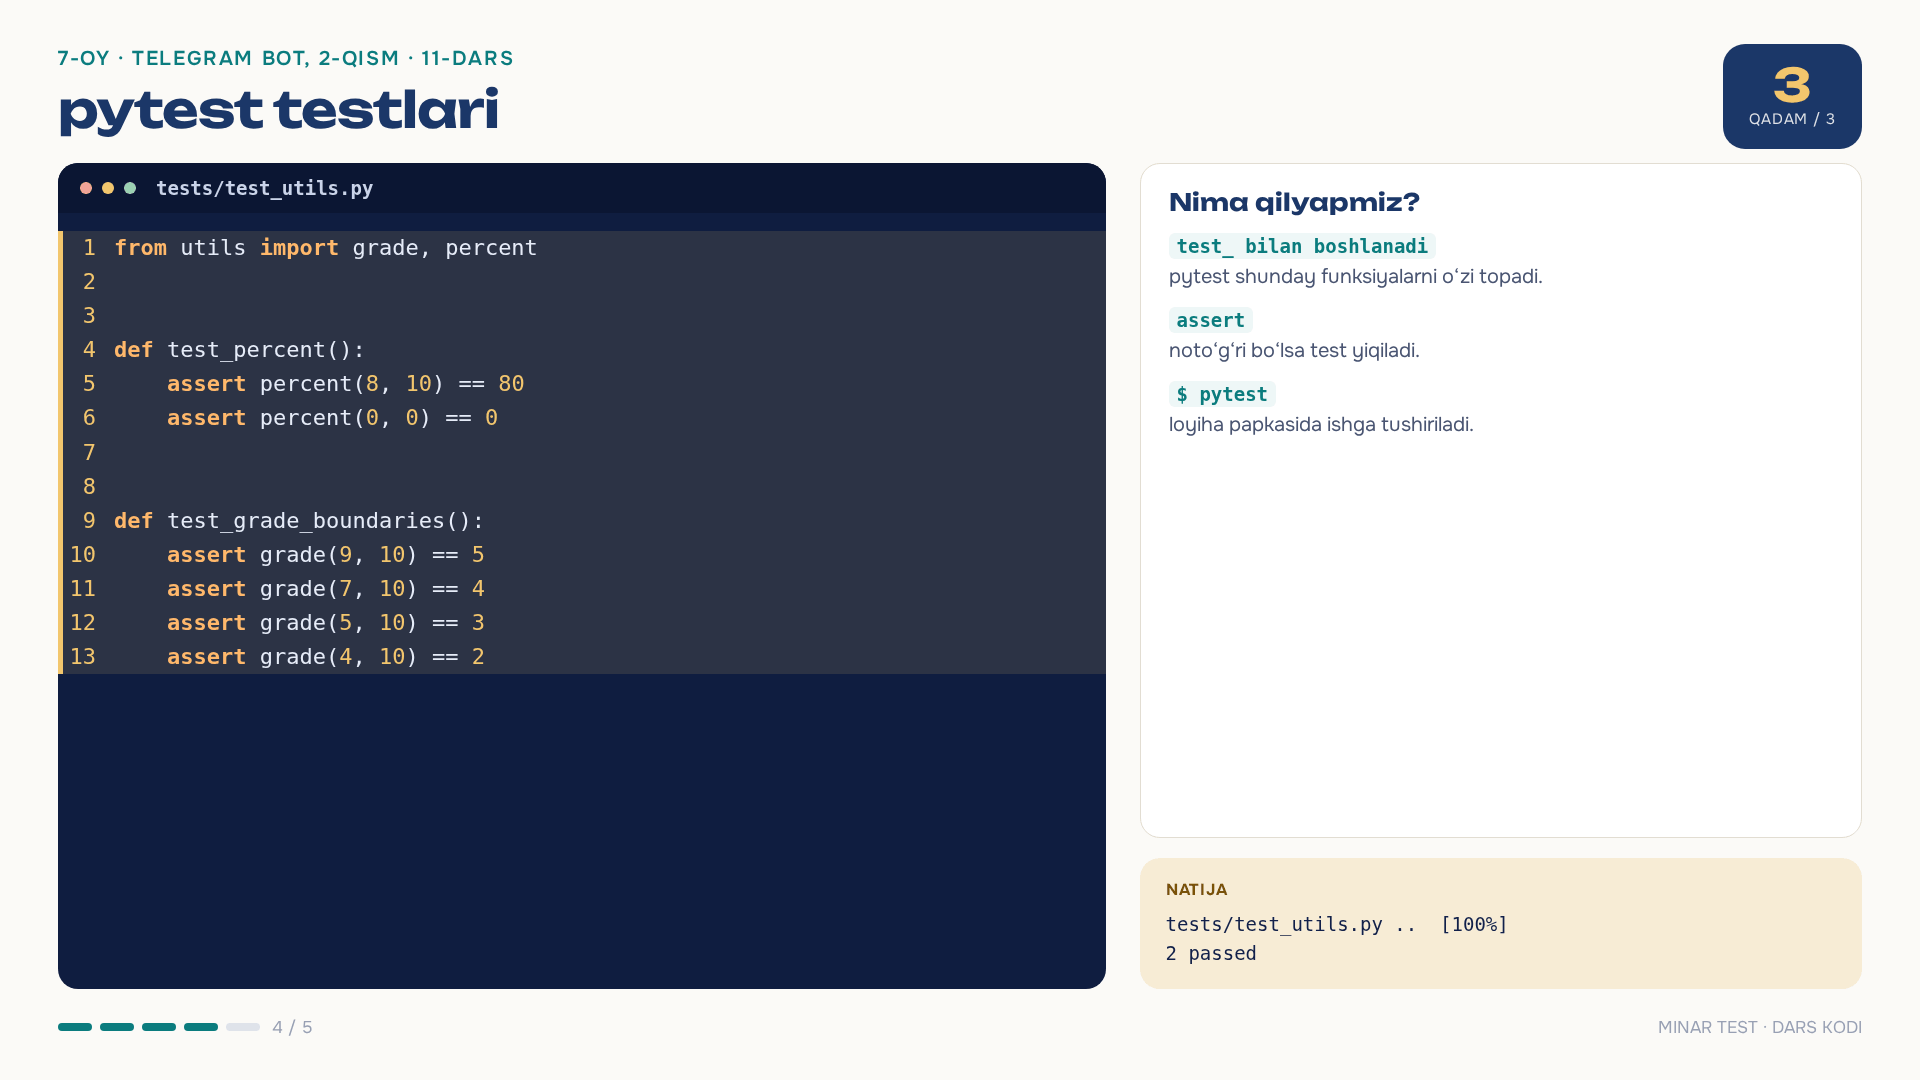 7-OY · TELEGRAM BOT, 2-QISM · 11-DARS
pytest testlari
3
QADAM / 3
tests/test_utils.py
1 from utils import grade, percent
2
3
4 def test_percent():
5     assert percent(8, 10) == 80
6     assert percent(0, 0) == 0
7
8
9 def test_grade_boundaries():
10     assert grade(9, 10) == 5
11     assert grade(7, 10) == 4
12     assert grade(5, 10) == 3
13     assert grade(4, 10) == 2
Nima qilyapmiz?
test_ bilan boshlanadi
pytest shunday funksiyalarni o‘zi topadi.
assert
noto‘g‘ri bo‘lsa test yiqiladi.
$ pytest
loyiha papkasida ishga tushiriladi.
NATIJA
tests/test_utils.py ..  [100%]
2 passed
4 / 5
MINAR TEST · DARS KODI